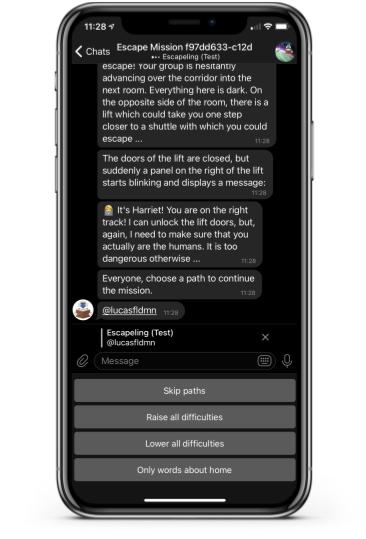 11:28
Chats
Escape Mission f97dd633-c12d
••• Escapeling (Test)
escape! Your group is hesitantly
advancing over the corridor into the
next room. Everything here is dark. On
the opposite side of the room, there is a
lift which could take you one step
closer to a shuttle with which you could
escape ...
11:28
The doors of the lift are closed, but
suddenly a panel on the right of the lift
starts blinking and displays a message:
11:28
It's Harriet! You are on the right
track! I can unlock the lift doors, but,
again, I need to make sure that you
actually are the humans. It is too
dangerous otherwise ...
11:28
Everyone, choose a path to continue
the mission.
11:28
@lucasfldmn 11:28
Escapeling (Test)
@lucasfldmn
Message
Skip paths
Raise all difficulties
Lower all difficulties
Only words about home